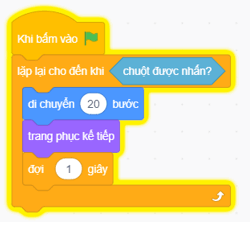 Khi bấm vào
lặp lại cho đến khi chuột được nhấn?
di chuyển 20 bước
trang phục kế tiếp
đợi 1 giây